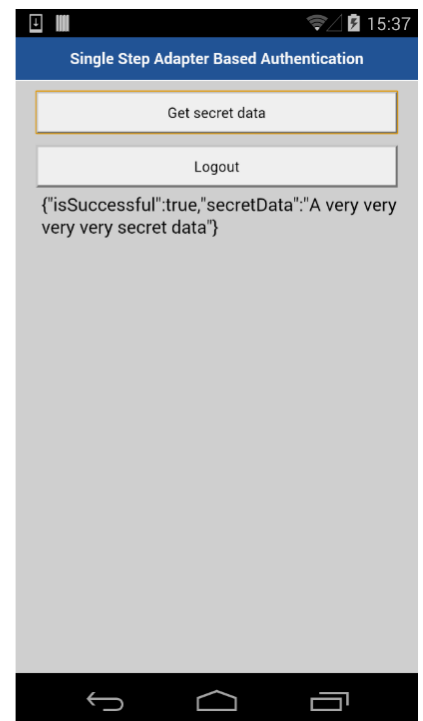 15:37
Single Step Adapter Based Authentication
Get secret data
Logout
{"isSuccessful":true,"secretData":"A very very
very very secret data"}